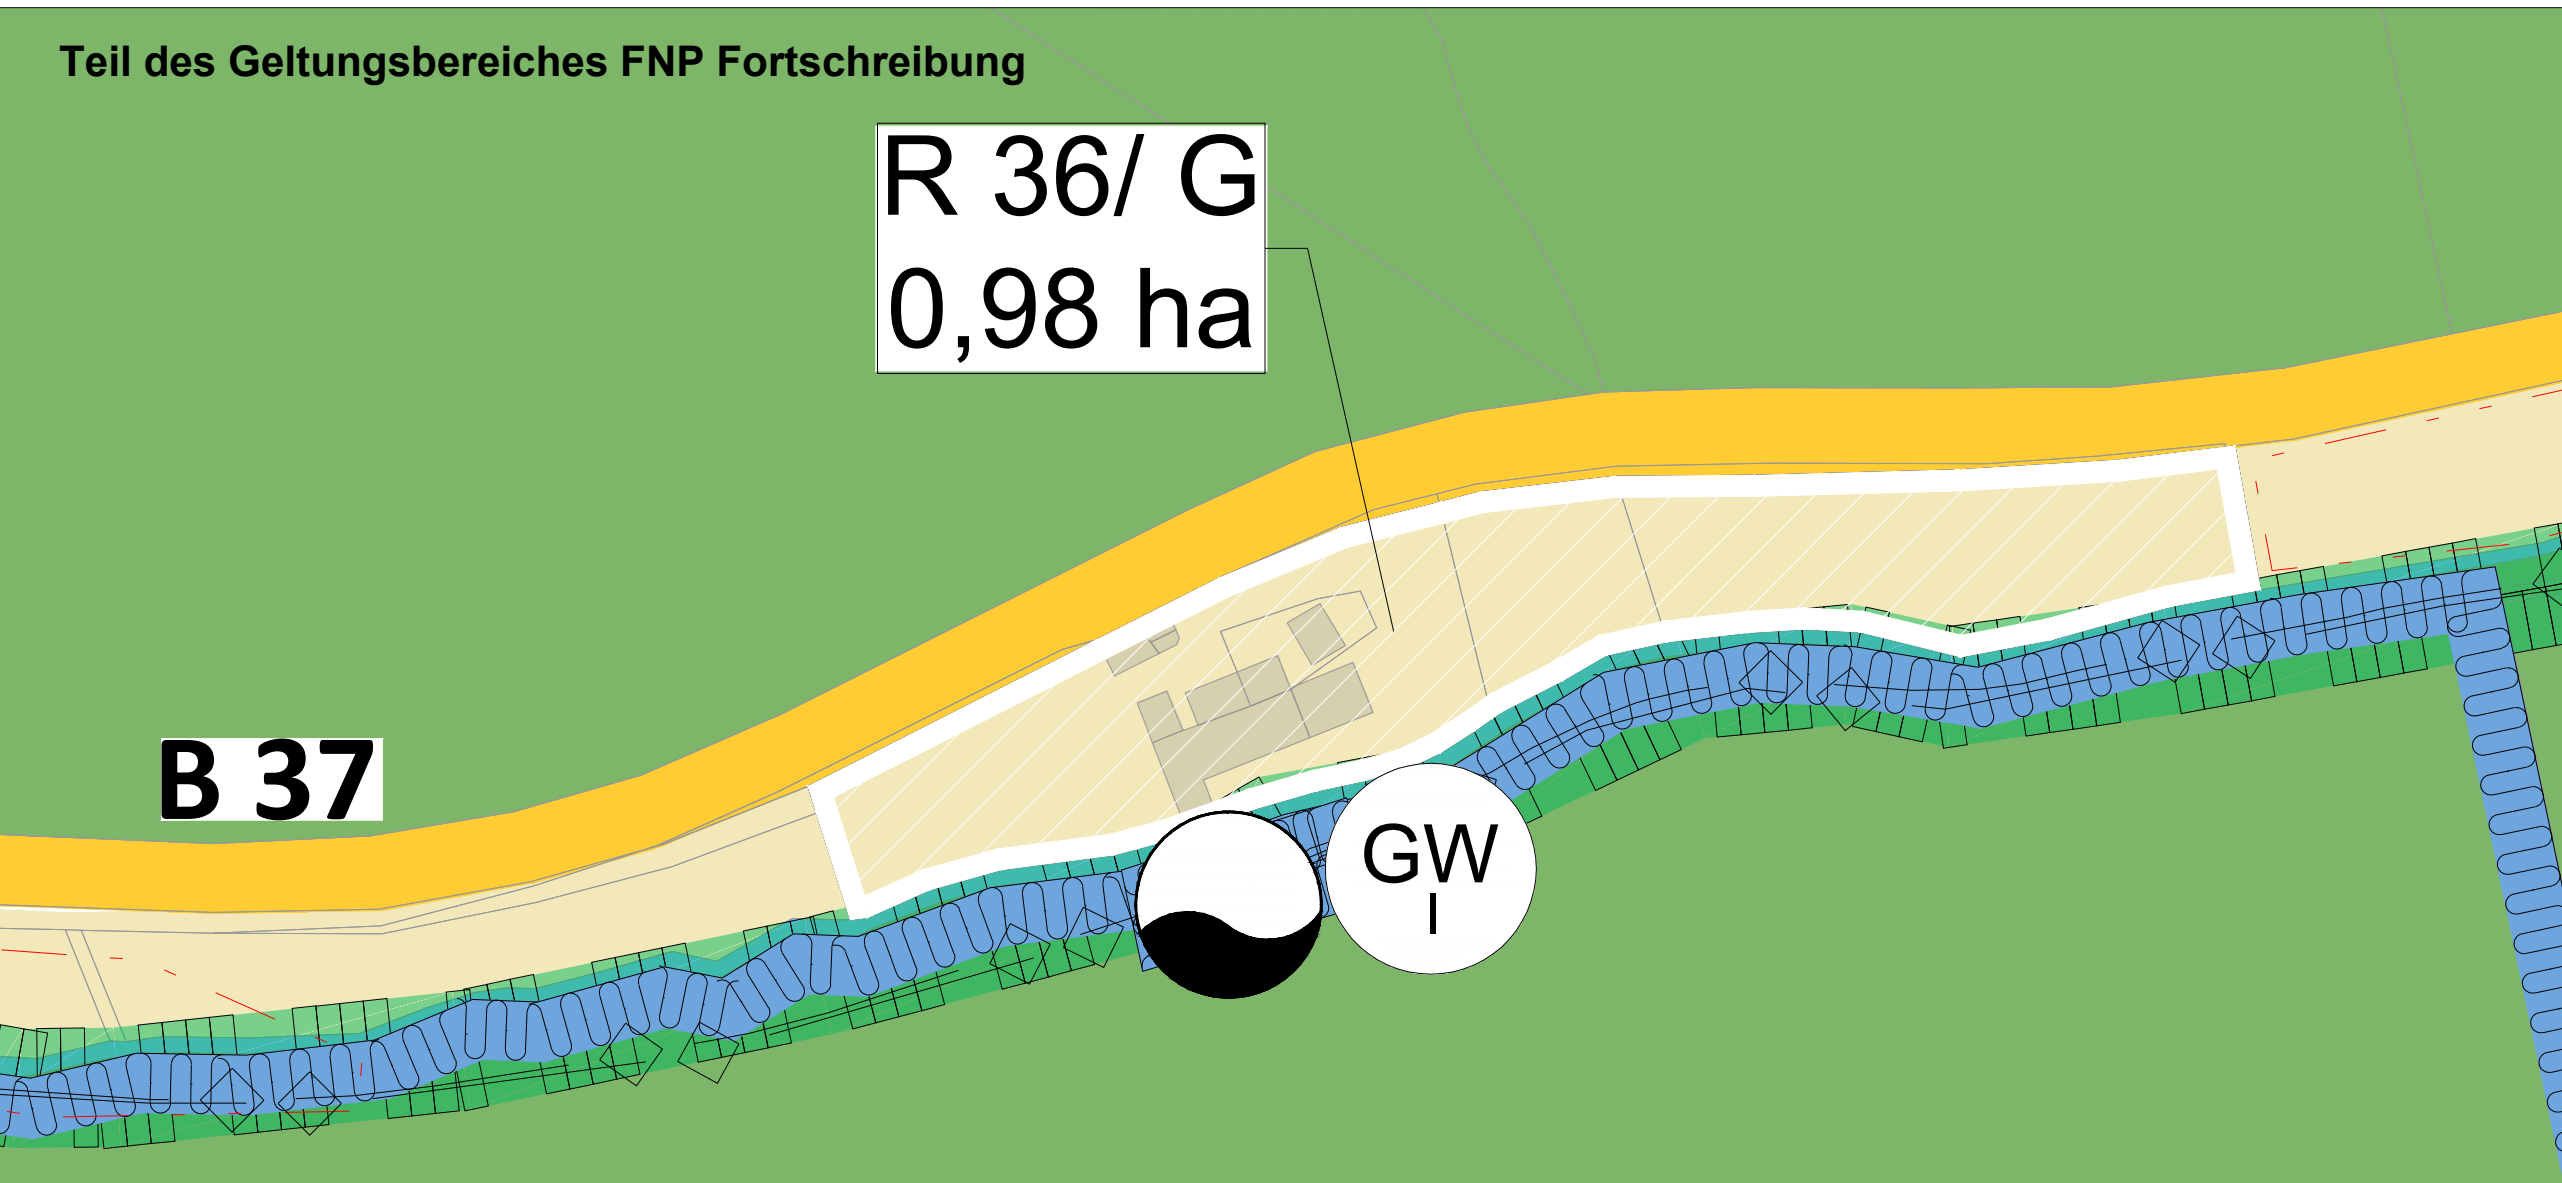 Teil des Geltungsbereiches FNP Fortschreibung
R 36/ G
0,98 ha
B 37
GW
I